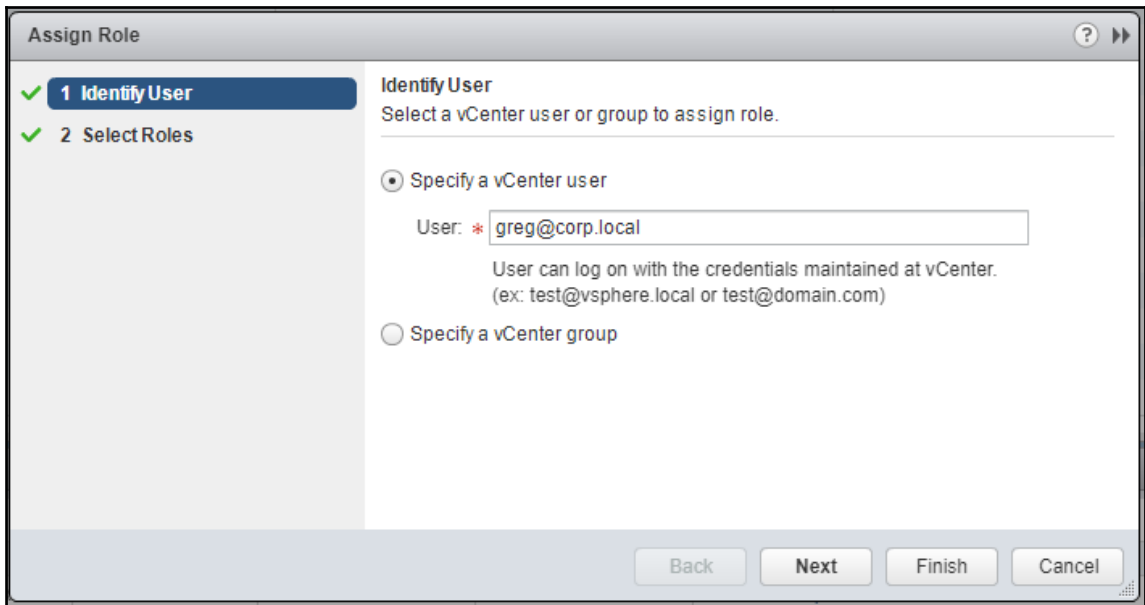 Assign Role
?
1 Identify User
2 Select Roles
Identify User
Select a vCenter user or group to assign role.
Specify a vCenter user
User: * greg@corp.local
User can log on with the credentials maintained at vCenter.
(ex: test@vsphere.local or test@domain.com)
Specify a vCenter group
Back Next Finish Cancel